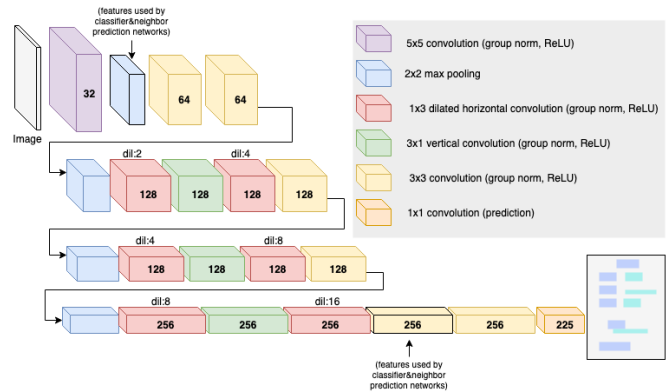 (features used by
classifier&neighbor
prediction networks)
32
64
64
Image
5x5 convolution (group norm, ReLU)
2x2 max pooling
1x3 dilated horizontal convolution (group norm, ReLU)
3x1 vertical convolution (group norm, ReLU)
3x3 convolution (group norm, ReLU)
1x1 convolution (prediction)
dil:2
dil:4
128
128
128
128
dil:4
dil:8
128
128
128
128
dil:8
dil:16
256
256
256
256
256
225
(features used by
classifier&neighbor
prediction networks)